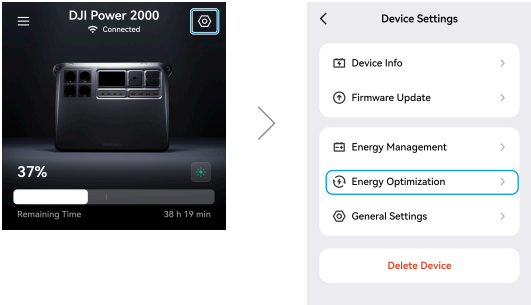 DJI Power 2000
Connected
37%
Remaining Time 38 h 19 min
Device Settings
Device Info
Firmware Update
Energy Management
Energy Optimization
General Settings
Delete Device